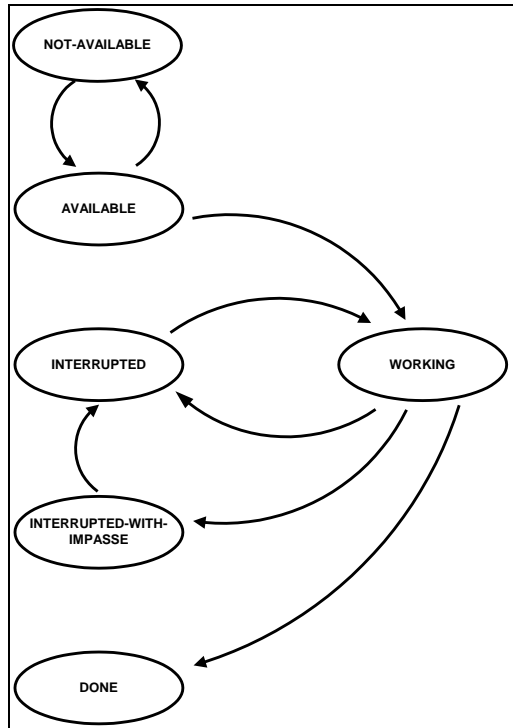 NOT-AVAILABLE
AVAILABLE
INTERRUPTED
WORKING
INTERRUPTED-WITH-
IMPASSE
DONE